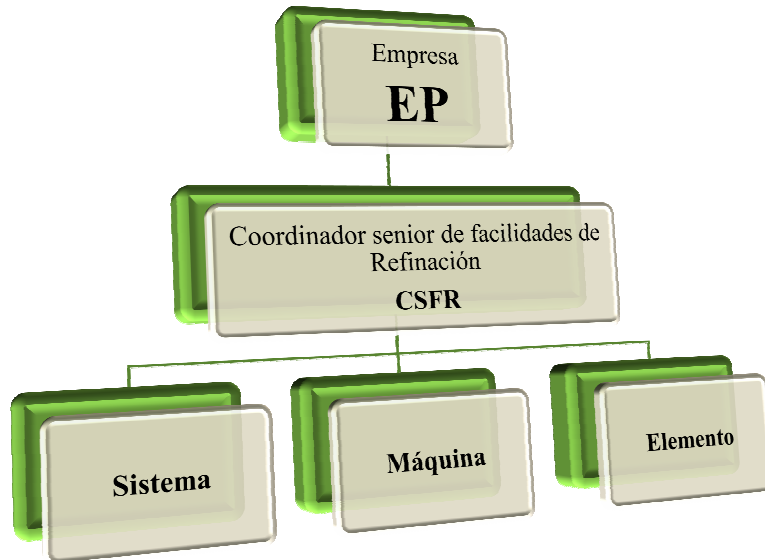 Empresa
EP
Coordinador senior de facilidades de
Refinación
CSFR
Sistema
Máquina
Elemento